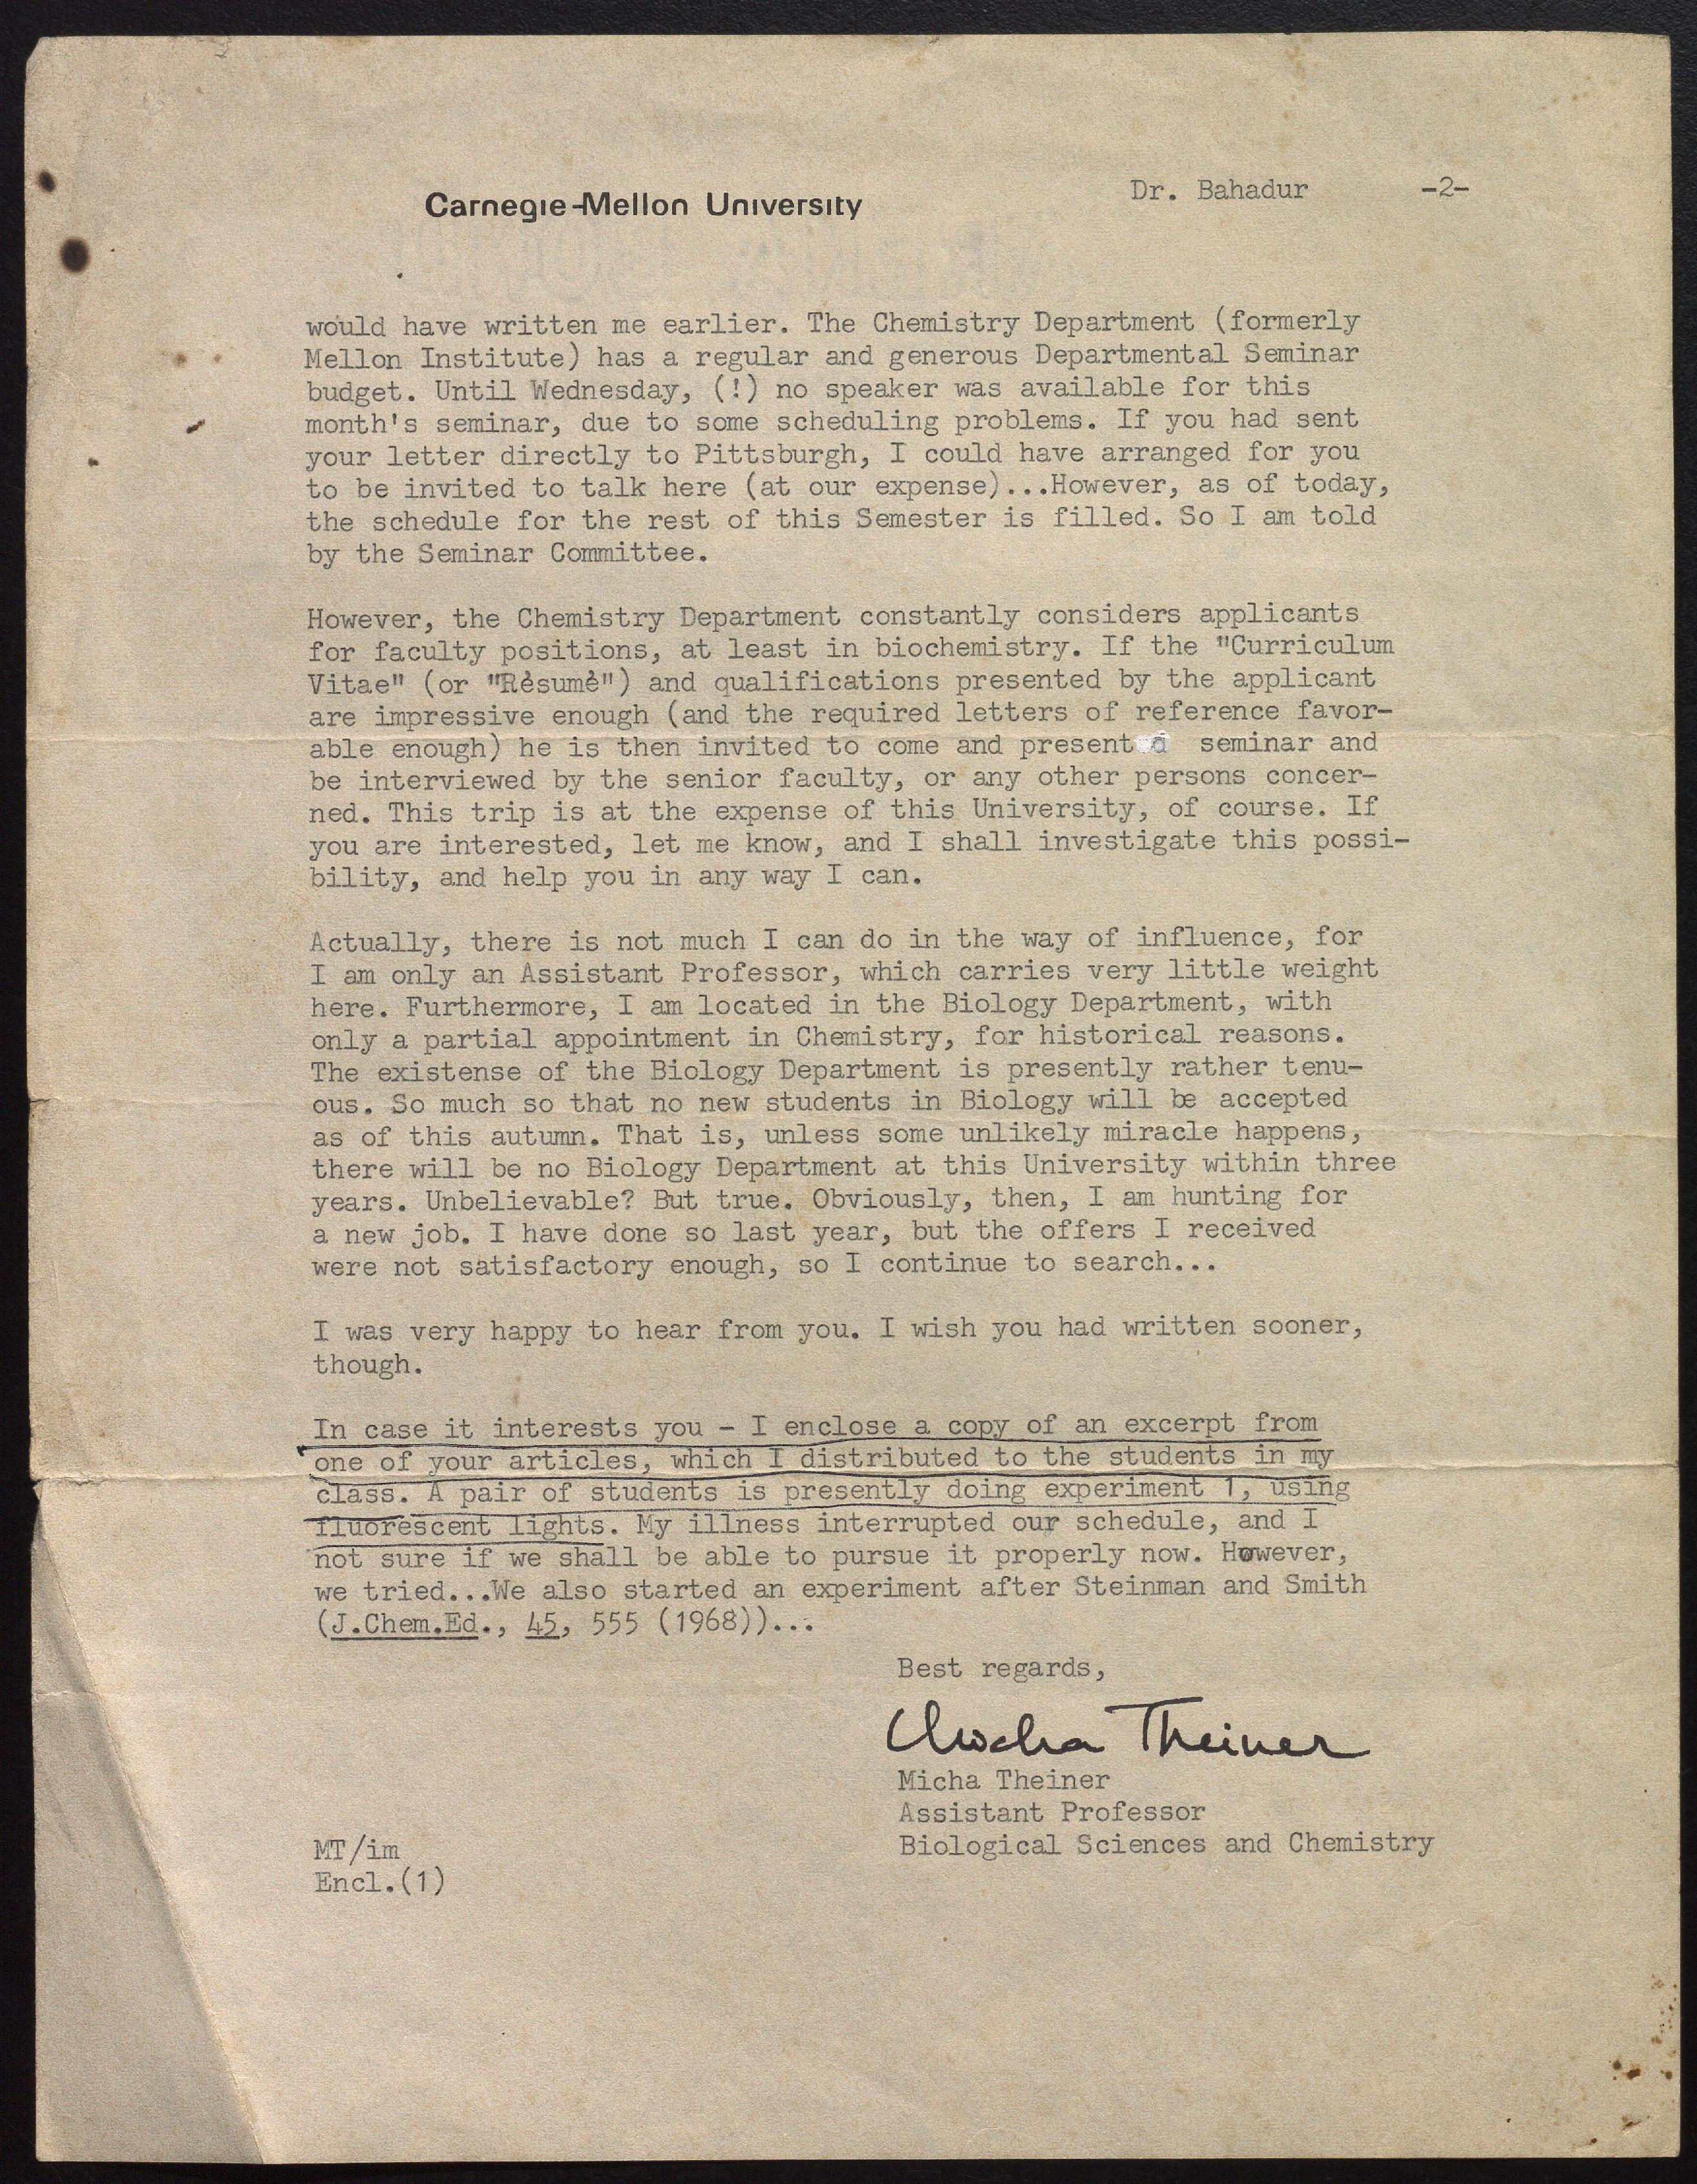 Carnegie-Mellon University
Dr. Bahadur -2-
would have written me earlier. The Chemistry Department (formerly
Mellon Institute) has a regular and generous Departmental Seminar
budget. Until Wednesday, (!) no speaker was available for this
month's seminar, due to some scheduling problems. If you had sent
your letter directly to Pittsburgh, I could have arranged for you
to be invited to talk here (at our expense)...However, as of today,
the schedule for the rest of this Semester is filled. So I am told
by the Seminar Committee.
However, the Chemistry Department constantly considers applicants
for faculty positions, at least in biochemistry. If the "Curriculum
Vitae" (or "Rėsumė") and qualifications presented by the applicant
are impressive enough (and the required letters of reference favor-
able enough) he is then invited to come and present a seminar and
be interviewed by the senior faculty, or any other persons concer-
ned. This trip is at the expense of this University, of course. If
you are interested, let me know, and I shall investigate this possi-
bility, and help you in any way I can.
Actually, there is not much I can do in the way of influence, for
I am only an Assistant Professor, which carries very little weight
here. Furthermore, I am located in the Biology Department, with
only a partial appointment in Chemistry, for historical reasons.
The existense of the Biology Department is presently rather tenu-
ous. So much so that no new students in Biology will be accepted
as of this autumn. That is, unless some unlikely miracle happens,
there will be no Biology Department at this University within three
years. Unbelievable? But true. Obviously, then, I am hunting for
a new job. I have done so last year, but the offers I received
were not satisfactory enough, so I continue to search...
I was very happy to hear from you. I wish you had written sooner,
though.
In case it interests you - I enclose a copy of an excerpt from
one of your articles, which I distributed to the students in my
class. A pair of students is presently doing experiment 1, using
fluorescent lights. My illness interrupted our schedule, and I
not sure if we shall be able to pursue it properly now. However,
we tried...We also started an experiment after Steinman and Smith
(J.Chem.Ed., 45, 555 (1968))...
Best regards,
Micha Theiner
Micha Theiner
Assistant Professor
Biological Sciences and Chemistry
MT/im
Encl.(1)